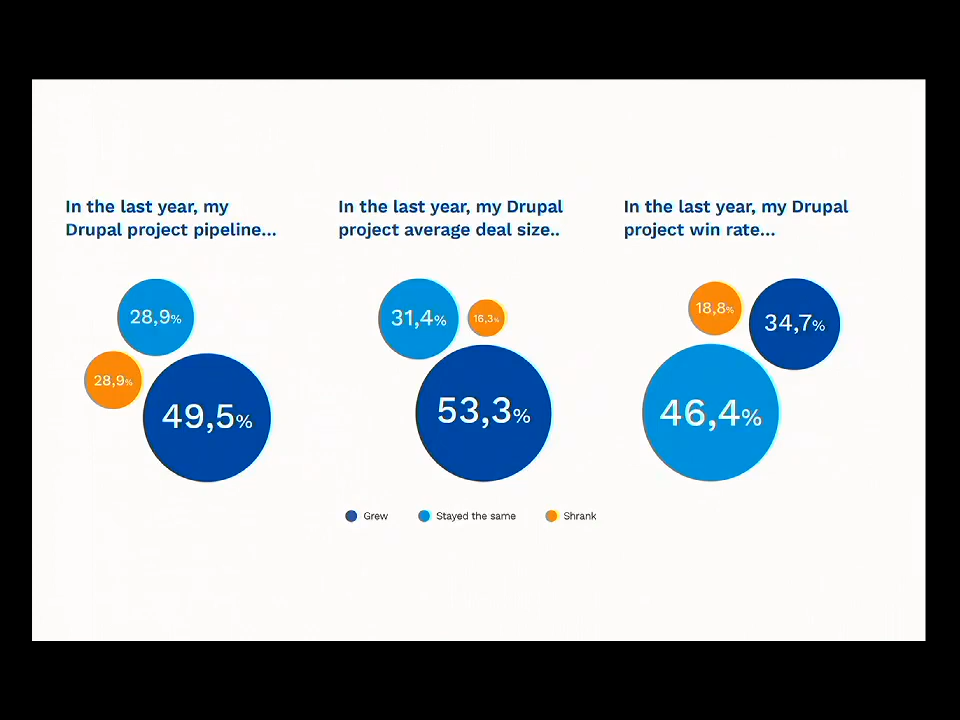 In the last year, my
Drupal project pipeline...
28,9%
28,9%
49,5%
In the last year, my Drupal
project average deal size..
31,4%
16,3%
53,3%
In the last year, my Drupal
project win rate...
18,8%
34,7%
46,4%
Grew
Stayed the same
Shrank